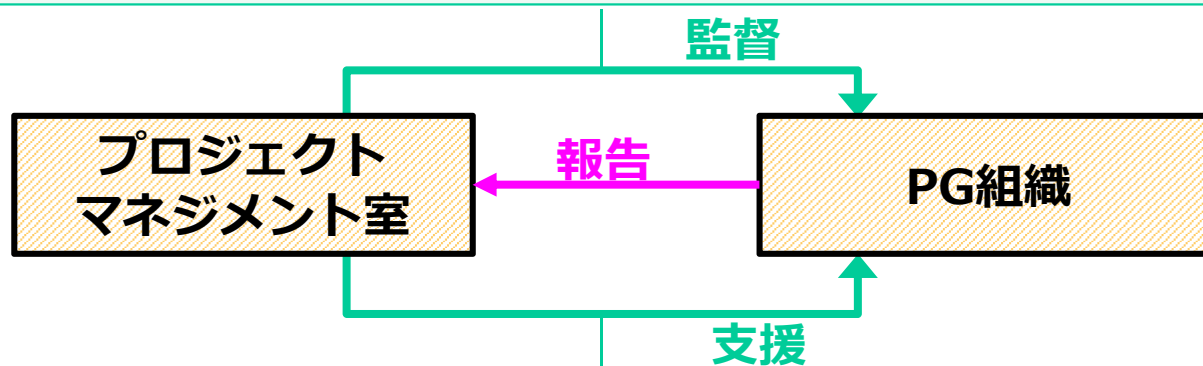 監督
プロジェクト
マネジメント室
報告
PG組織
支援